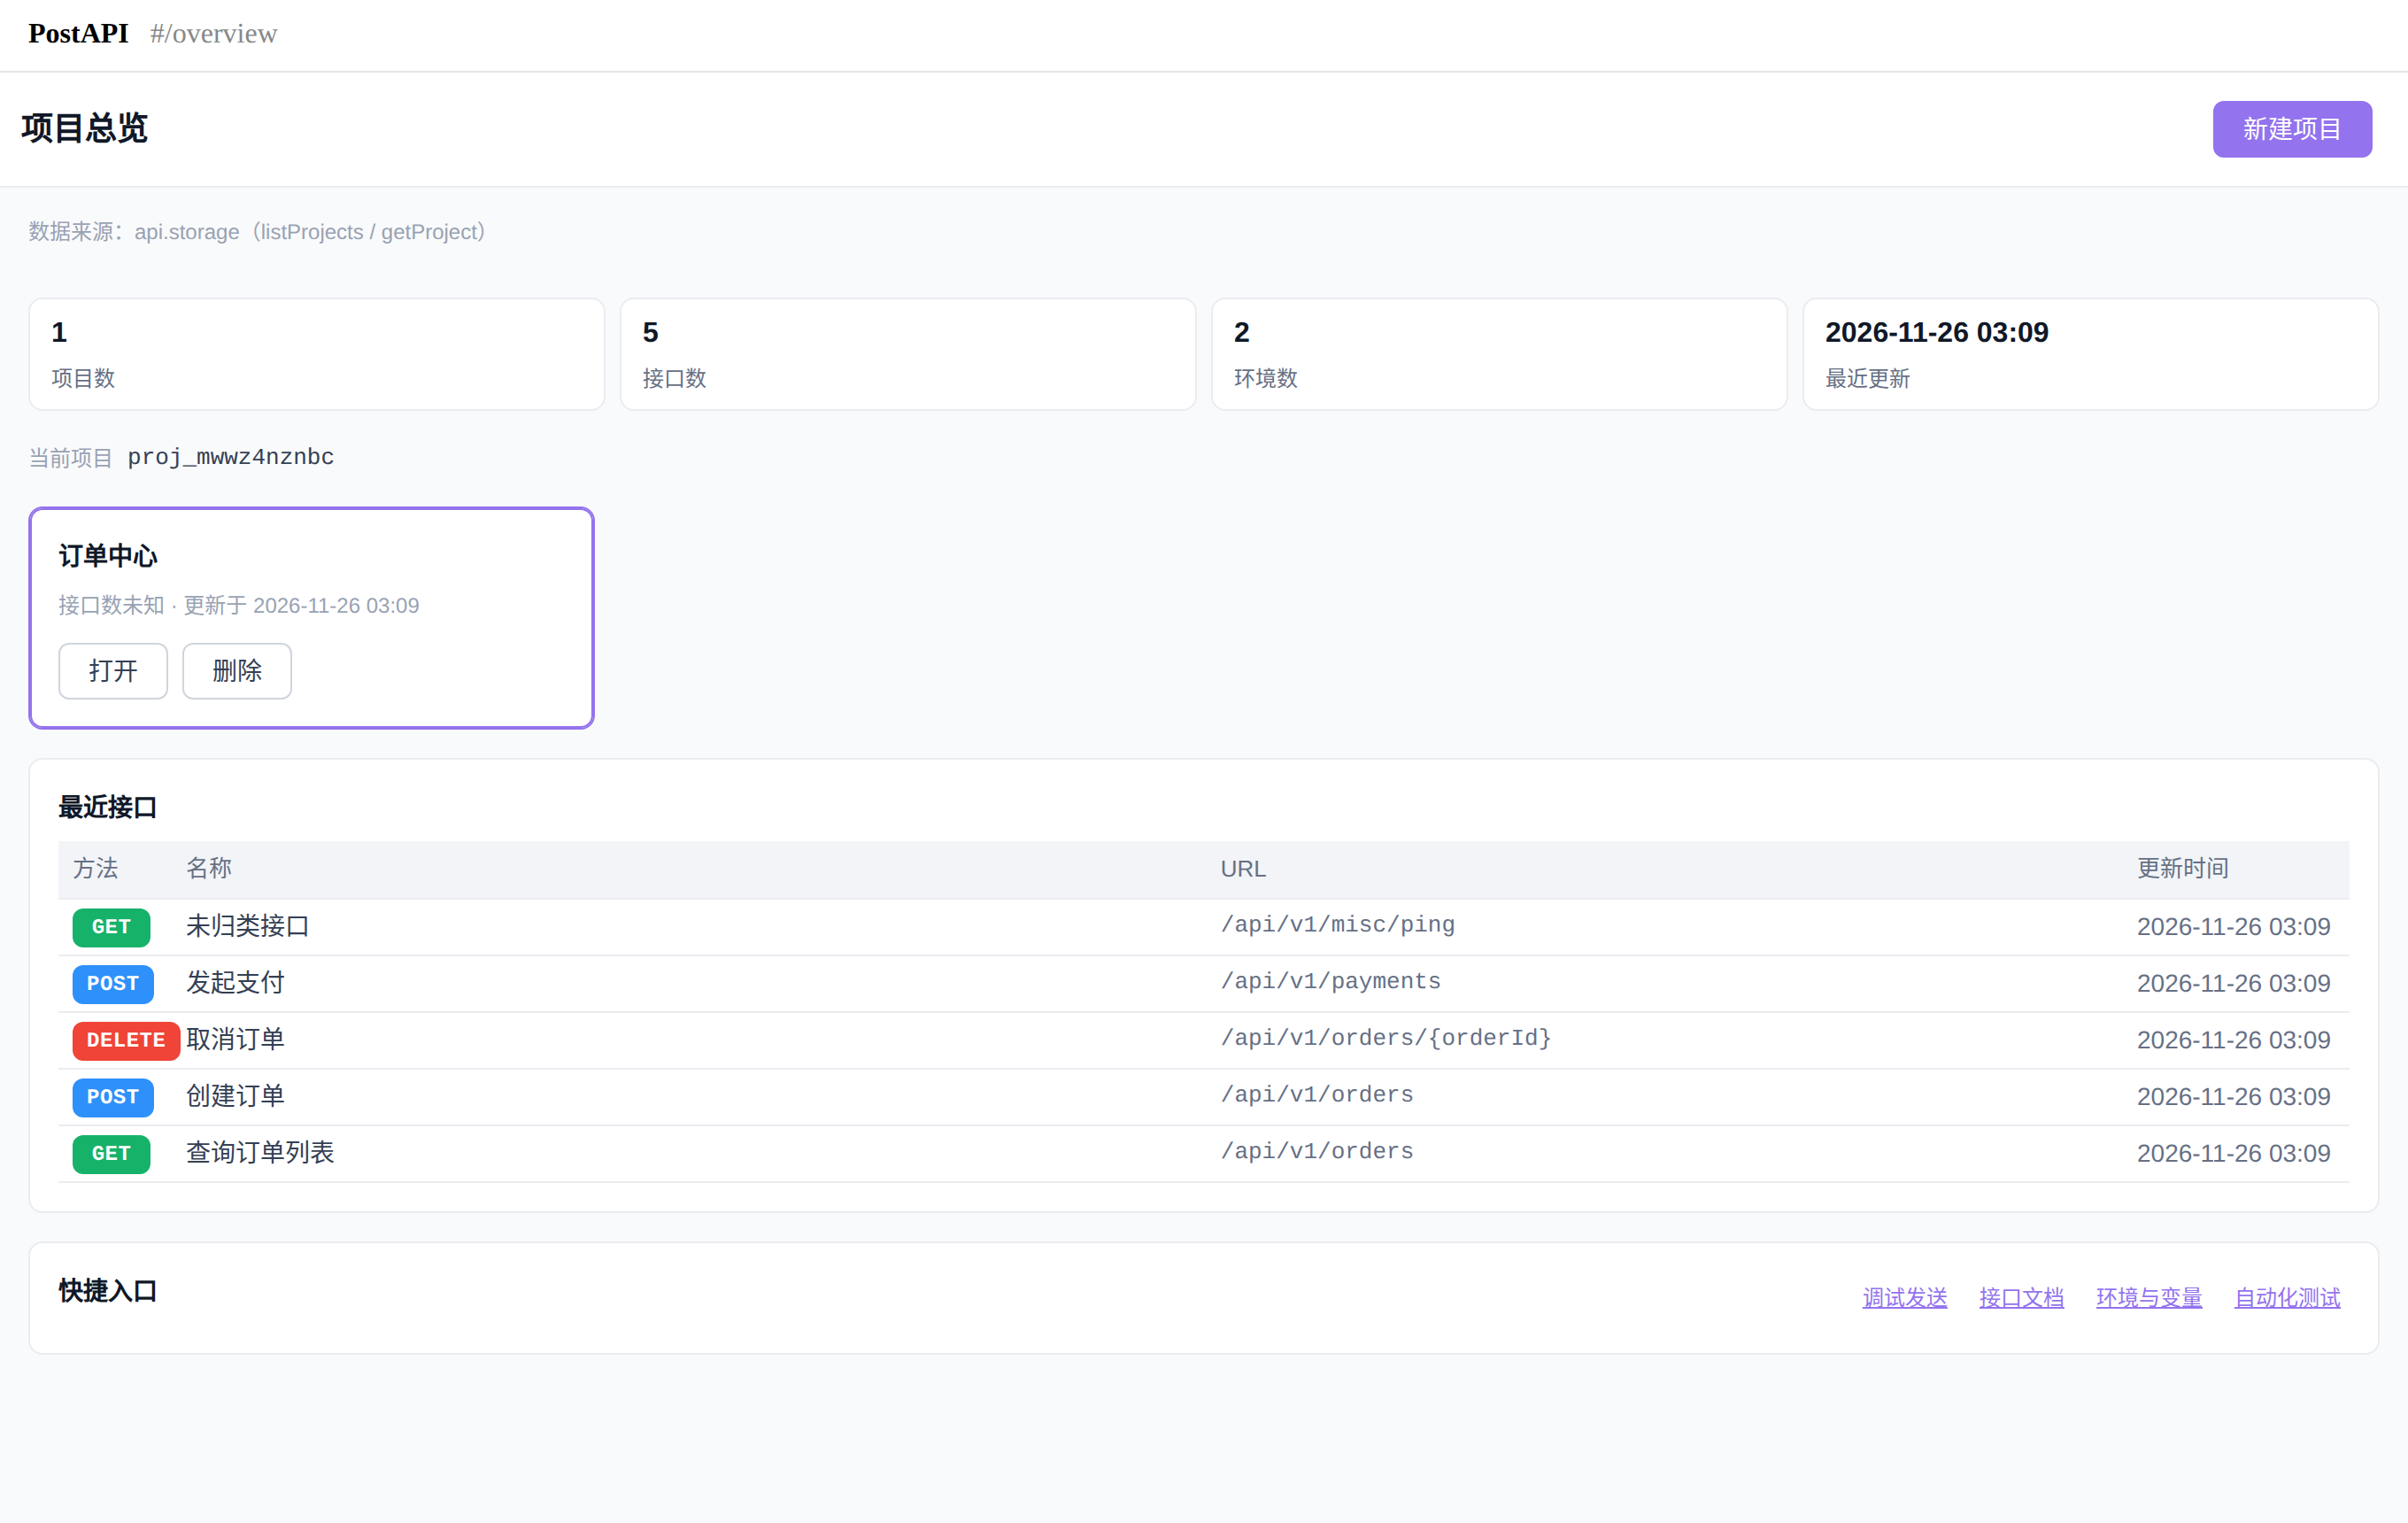 PostAPI #/overview
项目总览 新建项目
数据来源：api.storage（listProjects / getProject）
1 5 2 2026-11-26 03:09
项目数 接口数 环境数 最近更新
当前项目 proj_mwwz4nznnbc
订单中心
接口数未知 · 更新于 2026-11-26 03:09
打开 删除
最近接口
方法 名称 URL 更新时间
GET 未归类接口 /api/v1/misc/ping 2026-11-26 03:09
POST 发起支付 /api/v1/payments 2026-11-26 03:09
DELETE 取消订单 /api/v1/orders/{orderId} 2026-11-26 03:09
POST 创建订单 /api/v1/orders 2026-11-26 03:09
GET 查询订单列表 /api/v1/orders 2026-11-26 03:09
快捷入口 调试发送 接口文档 环境与变量 自动化测试